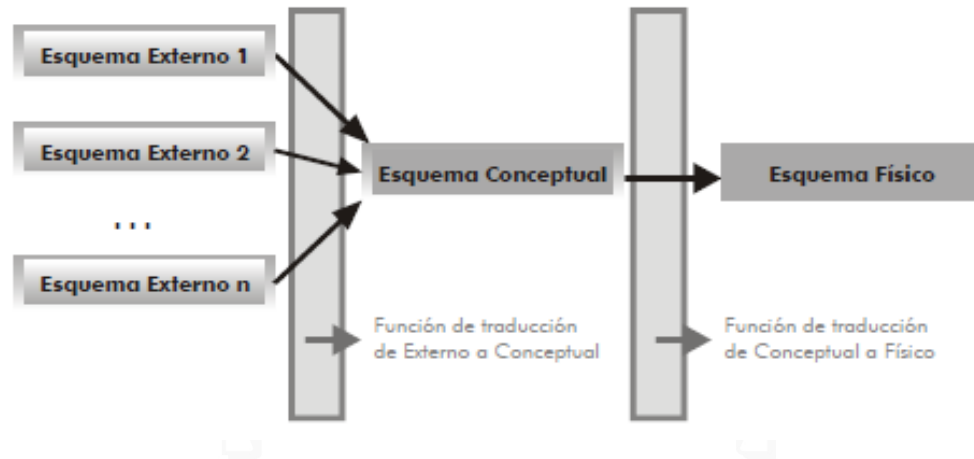 Esquema Externo 1
Esquema Externo 2
...
Esquema Externo n
Esquema Conceptual
Esquema Físico
Función de traducción
de Externo a Conceptual
Función de traducción
de Conceptual a Físico